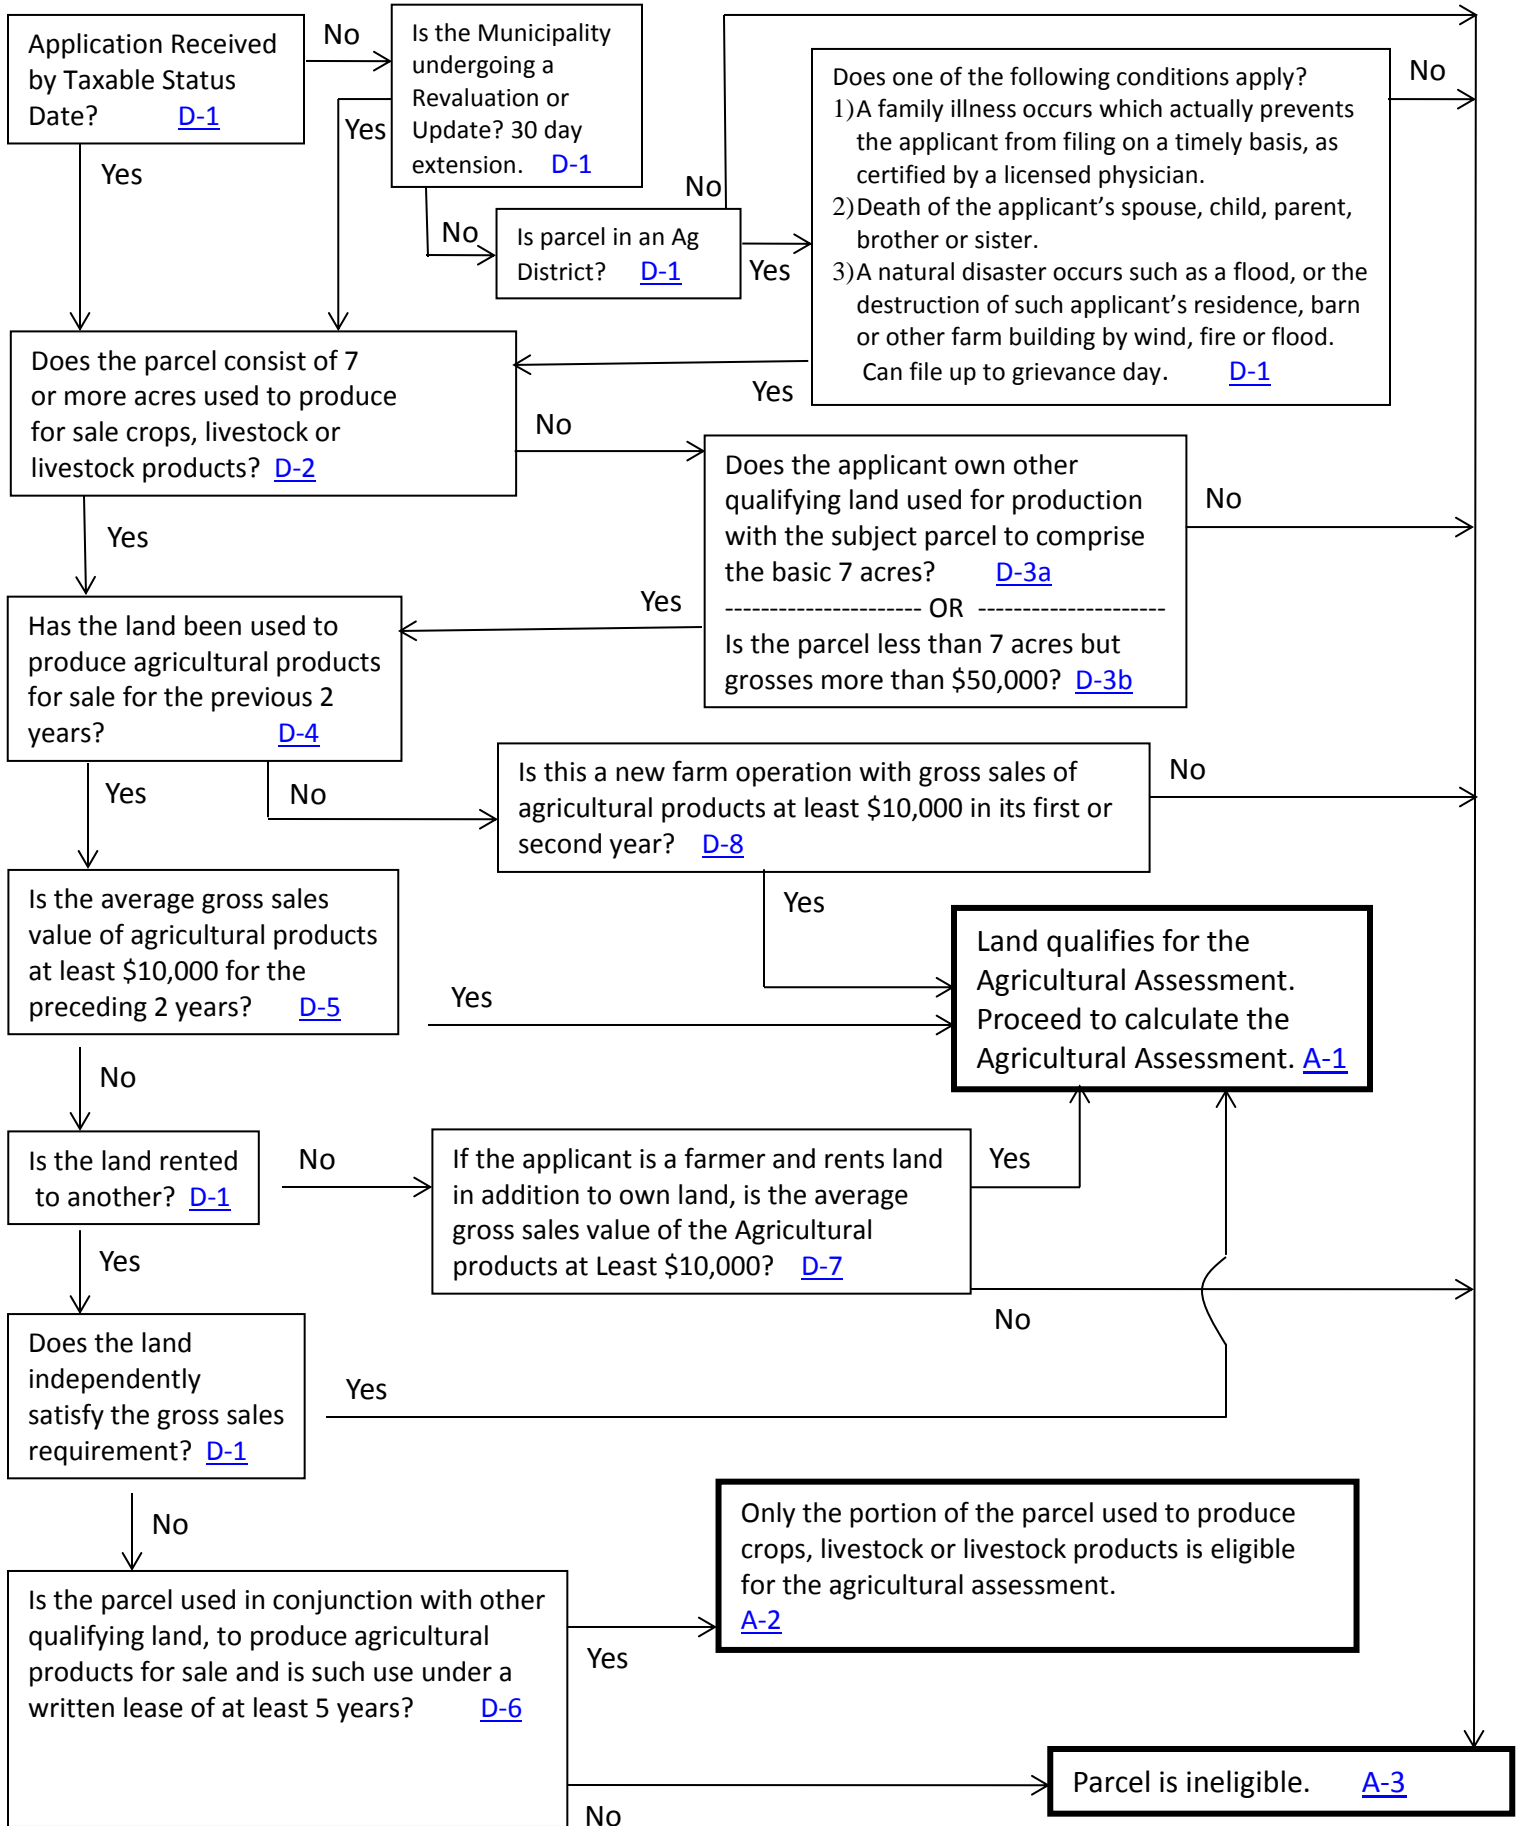 Application Received
by Taxable Status
Date? D-1
No
Is the Municipality
undergoing a
Revaluation or
Update? 30 day
extension. D-1
Yes
Yes
No
Is parcel in an Ag
District? D-1
No
Yes
Does one of the following conditions apply?
1)A family illness occurs which actually prevents
the applicant from filing on a timely basis, as
certified by a licensed physician.
2)Death of the applicant’s spouse, child, parent,
brother or sister.
3)A natural disaster occurs such as a flood, or the
destruction of such applicant’s residence, barn
or other farm building by wind, fire or flood.
Can file up to grievance day. D-1
No
Yes
Does the parcel consist of 7
or more acres used to produce
for sale crops, livestock or
livestock products? D-2
No
Yes
Does the applicant own other
qualifying land used for production
with the subject parcel to comprise
the basic 7 acres? D-3a
---------------------- OR ---------------------
Is the parcel less than 7 acres but
grosses more than $50,000? D-3b
No
Yes
Has the land been used to
produce agricultural products
for sale for the previous 2
years? D-4
Yes
No
Is this a new farm operation with gross sales of
agricultural products at least $10,000 in its first or
second year? D-8
No
Yes
Is the average gross sales
value of agricultural products
at least $10,000 for the
preceding 2 years? D-5
Yes
No
Land qualifies for the
Agricultural Assessment.
Proceed to calculate the
Agricultural Assessment. A-1
Is the land rented
to another? D-1
No
Yes
If the applicant is a farmer and rents land
in addition to own land, is the average
gross sales value of the Agricultural
products at Least $10,000? D-7
Yes
No
Does the land
independently
satisfy the gross sales
requirement? D-1
Yes
No
Only the portion of the parcel used to produce
crops, livestock or livestock products is eligible
for the agricultural assessment.
A-2
Is the parcel used in conjunction with other
qualifying land, to produce agricultural
products for sale and is such use under a
written lease of at least 5 years? D-6
Yes
No
Parcel is ineligible. A-3